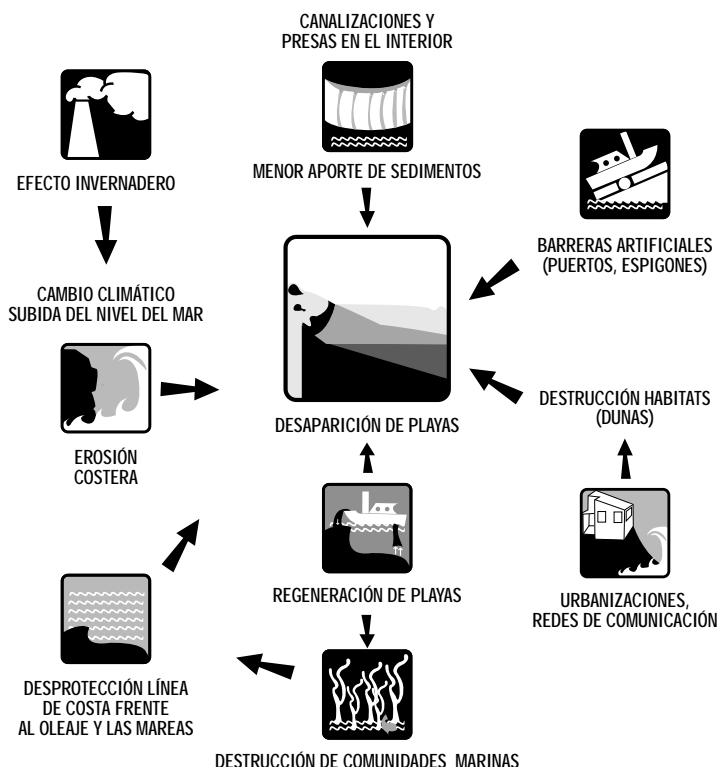 CANALIZACIONES Y
PRESAS EN EL INTERIOR
EFECTO INVERNADERO
MENOR APORTE DE SEDIMENTOS
BARRERAS ARTIFICIALES
(PUERTOS, ESPIGONES)
CAMBIO CLIMÁTICO
SUBIDA DEL NIVEL DEL MAR
DESAPARICIÓN DE PLAYAS
DESTRUCCIÓN HABITATS
(DUNAS)
EROSIÓN
COSTERA
REGENERACIÓN DE PLAYAS
URBANIZACIONES,
REDES DE COMUNICACIÓN
DESPROTECCIÓN LÍNEA
DE COSTA FRENTE
AL OLEAJE Y LAS MAREAS
DESTRUCCIÓN DE COMUNIDADES MARINAS